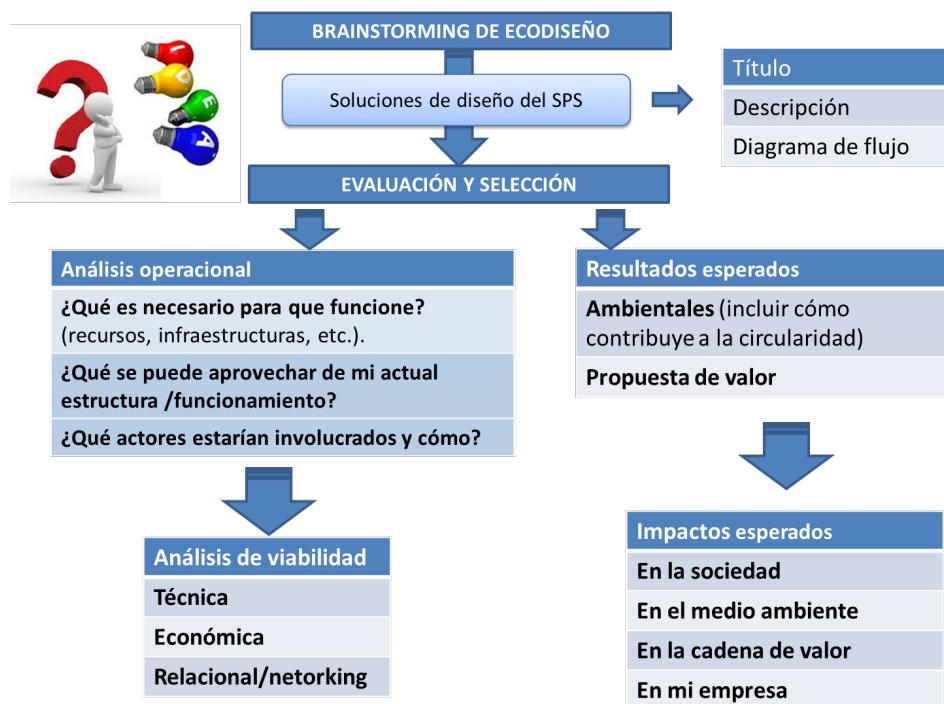 BRAINSTORMING DE ECODISEÑO
Soluciones de diseño del SPS
Título
Descripción
Diagrama de flujo
I
D
E
A
EVALUACIÓN Y SELECCIÓN
Análisis operacional
¿Qué es necesario para que funcione?
(recursos, infraestructuras, etc.).
¿Qué se puede aprovechar de mi actual
estructura /funcionamiento?
¿Qué actores estarían involucrados y cómo?
Resultados esperados
Ambientales (incluir cómo
contribuye a la circularidad)
Propuesta de valor
Análisis de viabilidad
Técnica
Económica
Relacional/netorking
Impactos esperados
En la sociedad
En el medio ambiente
En la cadena de valor
En mi empresa